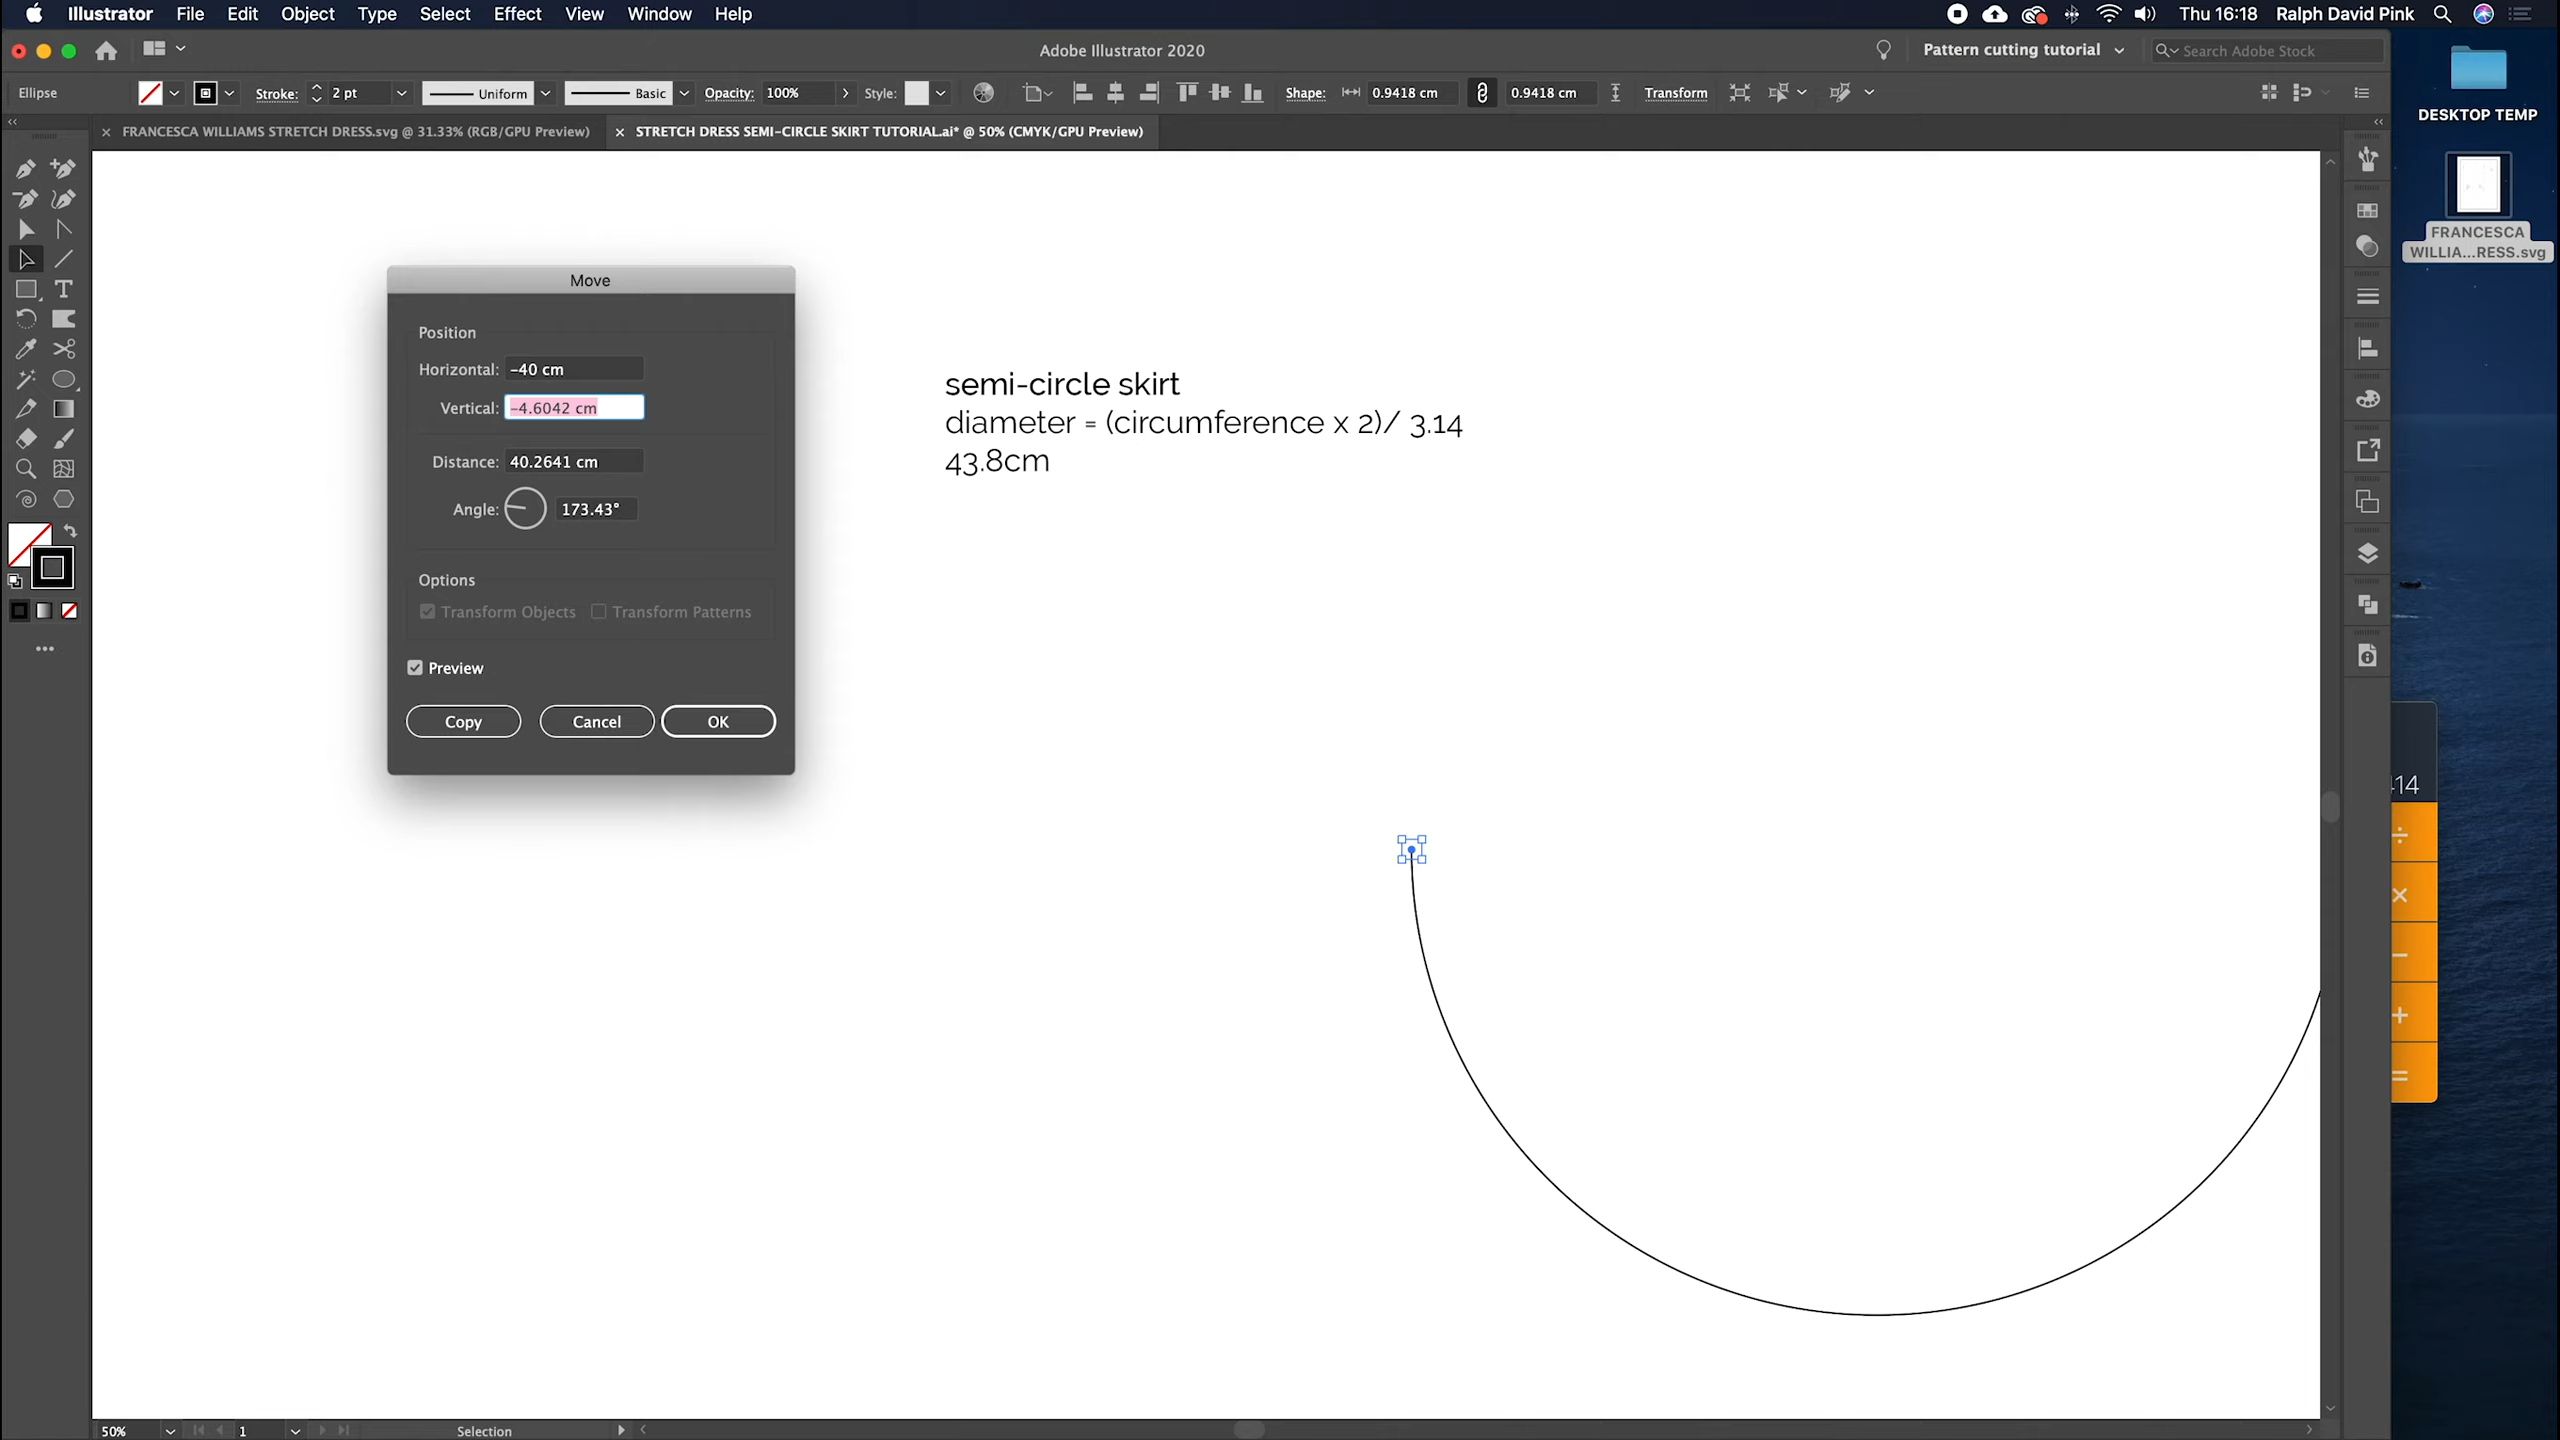 Illustrator File Edit Object Type Select Effect View Window Help
Thu 16:18 Ralph David Pink
Adobe Illustrator 2020
Pattern cutting tutorial
Search Adobe Stock
Ellipse
Stroke: 2 pt
Uniform
Basic
Opacity: 100%
Style:
Shape: 0.9418 cm 0.9418 cm
Transform
FRANCESCA WILLIAMS STRETCH DRESS.svg @ 31.33% (RGB/GPU Preview)
STRETCH DRESS SEMI-CIRCLE SKIRT TUTORIAL.ai* @ 50% (CMYK/GPU Preview)
DESKTOP TEMP
FRANCESCA
WILLIA...RESS.svg
Move
Position
Horizontal: -40 cm
Vertical: -4.6042 cm
Distance: 40.2641 cm
Angle: 173.43°
Options
Transform Objects Transform Patterns
Preview
Copy Cancel OK
semi-circle skirt
diameter = (circumference x 2)/ 3.14
43.8cm
÷
×
−
+
=
50% 1 Selection